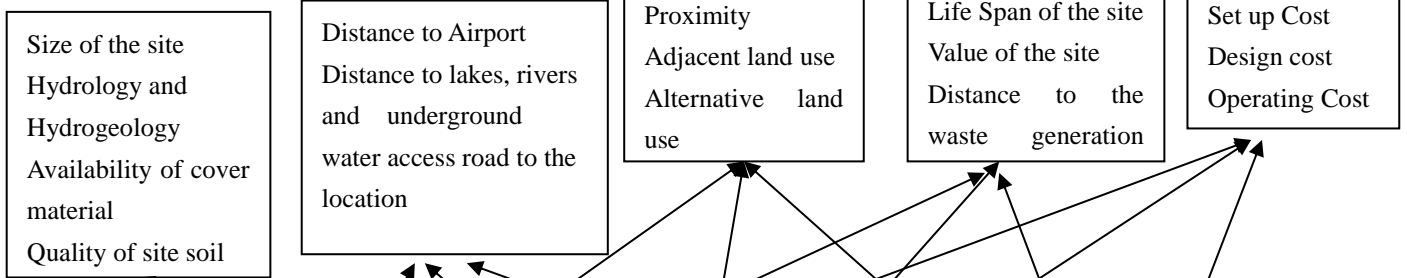 Size of the site
Hydrology and
Hydrogeology
Availability of cover
material
Quality of site soil
Distance to Airport
Distance to lakes, rivers
and underground
water access road to the
location
Proximity
Adjacent land use
Alternative land
use
Life Span of the site
Value of the site
Distance to the
waste generation
Set up Cost
Design cost
Operating Cost